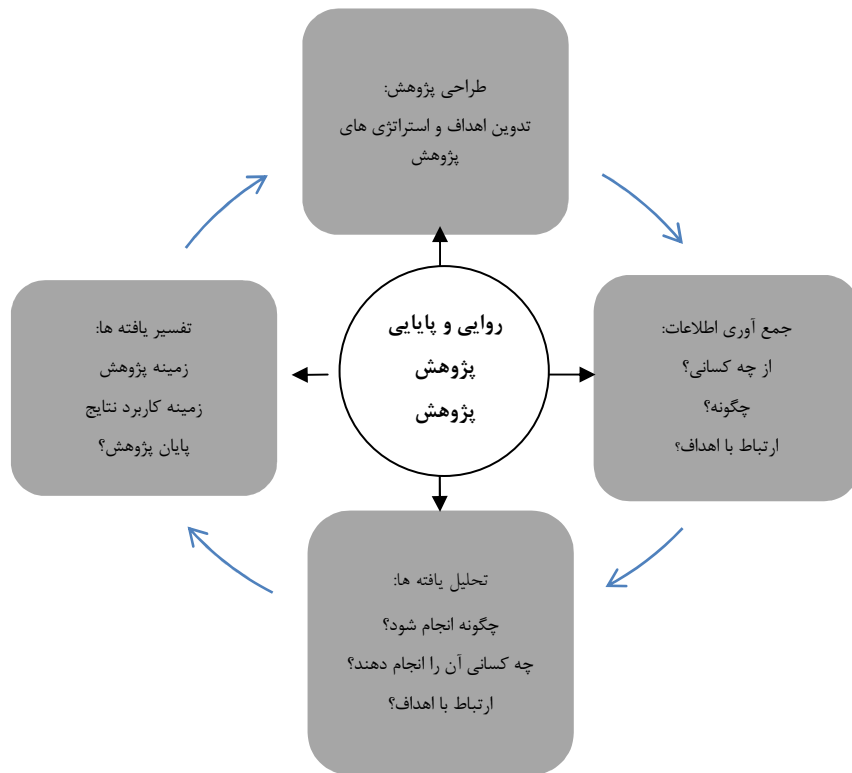 طراحی پژوهش:
تدوین اهداف و استراتژی های
پژوهش
جمع آوری اطلاعات:
از چه کسانی؟
چگونه؟
ارتباط با اهداف؟
روایی و پایایی
پژوهش
پژوهش
تفسیر یافته ها:
زمینه پژوهش
زمینه کاربرد نتایج
پایان پژوهش؟
تحلیل یافته ها:
چگونه انجام شود؟
چه کسانی آن را انجام دهند؟
ارتباط با اهداف؟